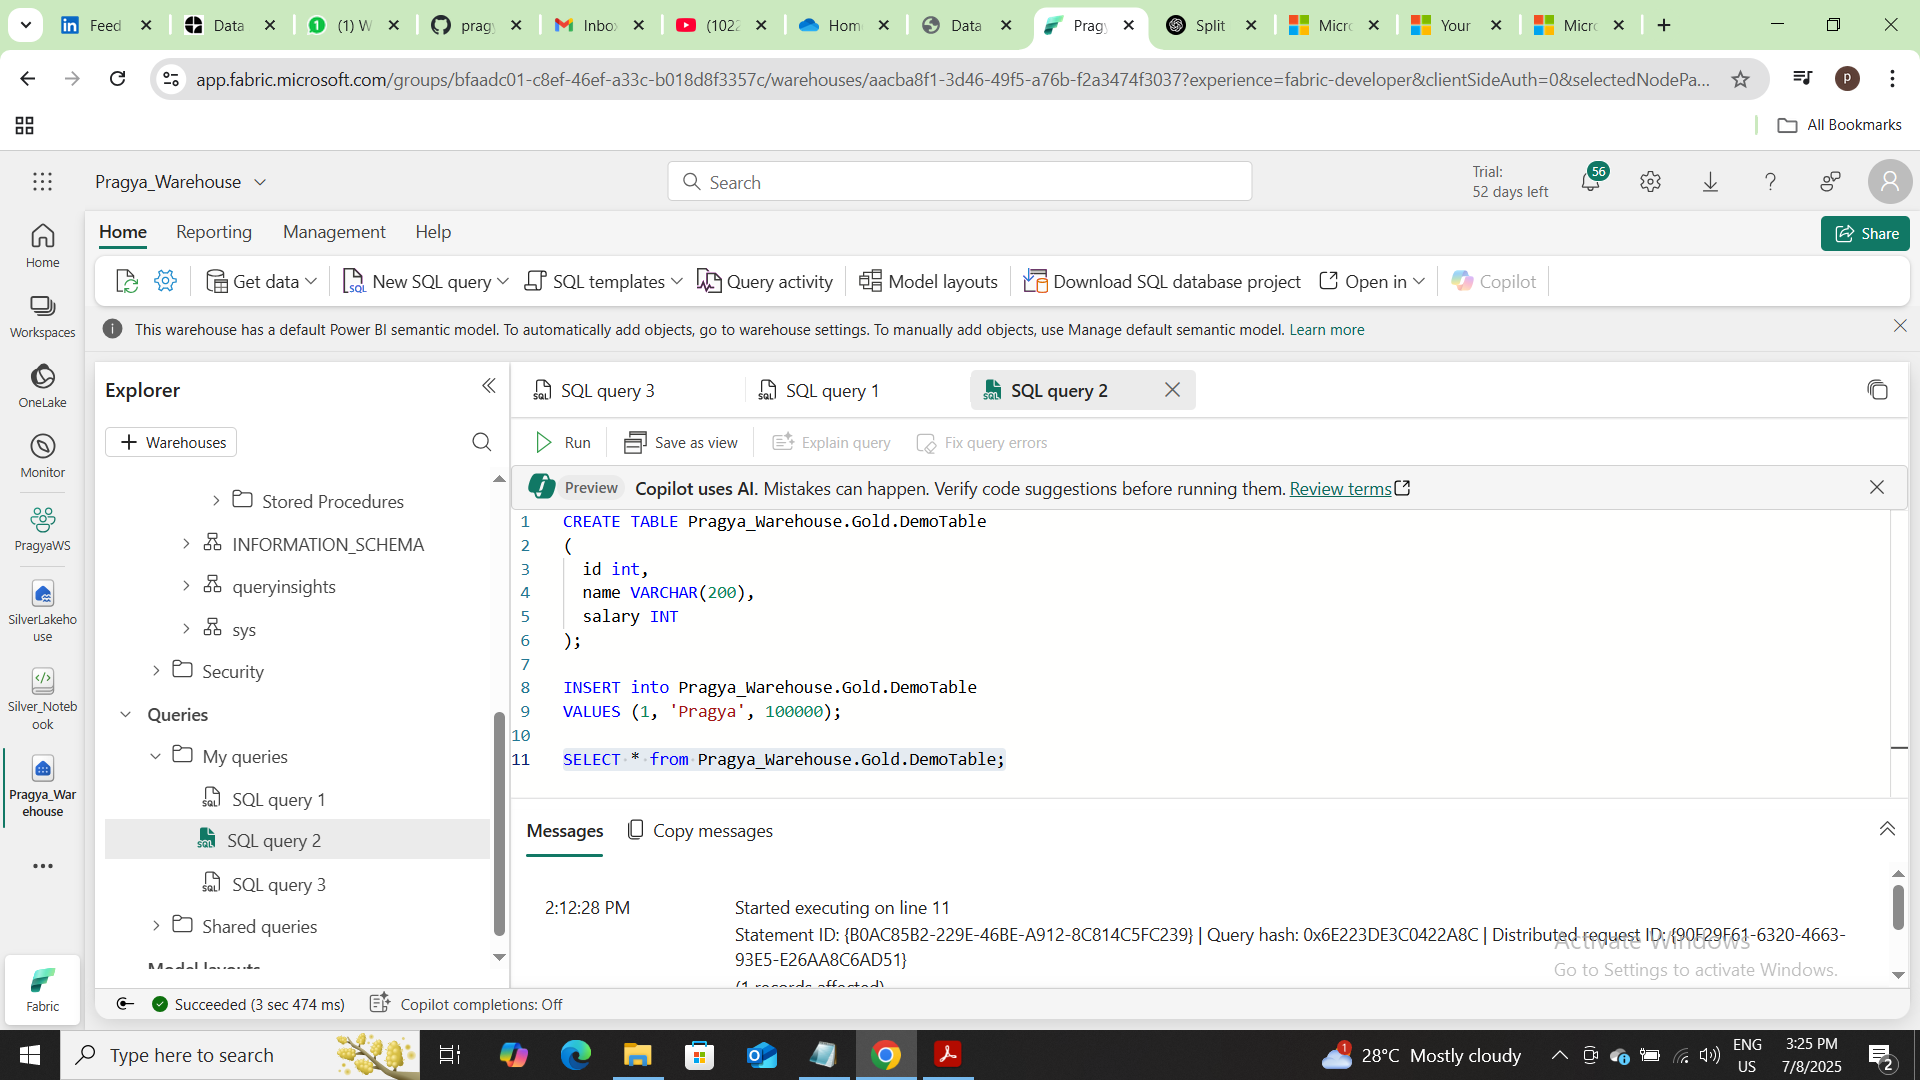 Feed
Data
(1) W
prag
Inbo
(1022
Hom
Data
Pragy
Split
Micr
Your
Micr
app.fabric.microsoft.com/groups/bfaadc01-c8ef-46ef-a33c-b018d8f3357c/warehouses/aacba8f1-3d46-49f5-a76b-f2a3474f3037?experience=fabric-developer&clientSideAuth=0&selectedNodePa...
p
All Bookmarks
Pragya_Warehouse
Search
Trial:
52 days left
56
Home
Reporting
Management
Help
Share
Get data
New SQL query
SQL templates
Query activity
Model layouts
Download SQL database project
Open in
Copilot
This warehouse has a default Power BI semantic model. To automatically add objects, go to warehouse settings. To manually add objects, use Manage default semantic model. Learn more
Home
Workspaces
OneLake
Monitor
PragyaWS
SilverLakeho
use
Silver_Noteb
ook
Pragya_War
ehouse
Fabric
Explorer
Warehouses
Stored Procedures
INFORMATION_SCHEMA
queryinsights
sys
Security
Queries
My queries
SQL query 1
SQL query 2
SQL query 3
Shared queries
Model layouts
SQL query 3
SQL query 1
SQL query 2
Run
Save as view
Explain query
Fix query errors
Preview
Copilot uses AI. Mistakes can happen. Verify code suggestions before running them. Review terms
1 CREATE TABLE Pragya_Warehouse.Gold.DemoTable
2 (
3 id int,
4 name VARCHAR(200),
5 salary INT
6 );
7
8 INSERT into Pragya_Warehouse.Gold.DemoTable
9 VALUES (1, 'Pragya', 100000);
10
11 SELECT * from Pragya_Warehouse.Gold.DemoTable;
Messages
Copy messages
2:12:28 PM
Started executing on line 11
Statement ID: {B0AC85B2-229E-46BE-A912-8C814C5FC239} | Query hash: 0x6E223DE3C0422A8C | Distributed request ID: {90F29F61-6320-4663-
93E5-E26AA8C6AD51}
(1 records affected)
Activate Windows
Go to Settings to activate Windows.
Succeeded (3 sec 474 ms)
Copilot completions: Off
Type here to search
1
28°C Mostly cloudy
ENG
US
3:25 PM
7/8/2025
2